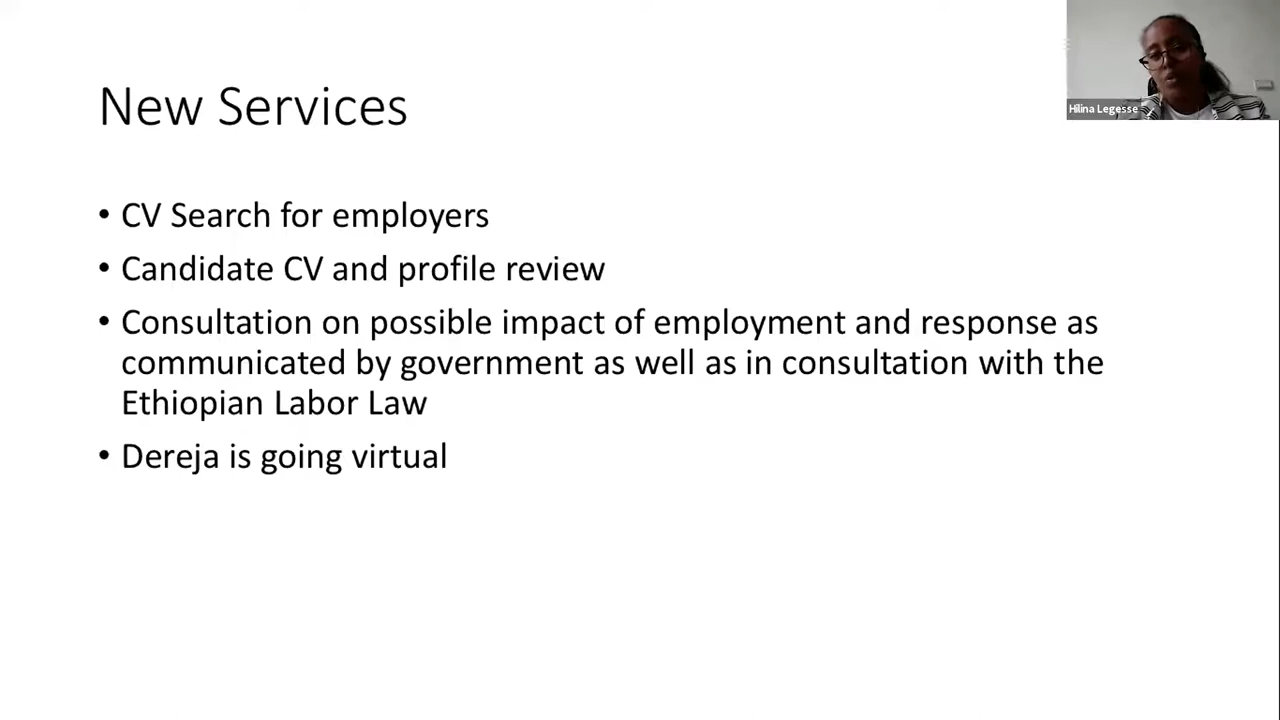 New Services
Hilina Legesse
• CV Search for employers
• Candidate CV and profile review
• Consultation on possible impact of employment and response as
communicated by government as well as in consultation with the
Ethiopian Labor Law
• Dereja is going virtual